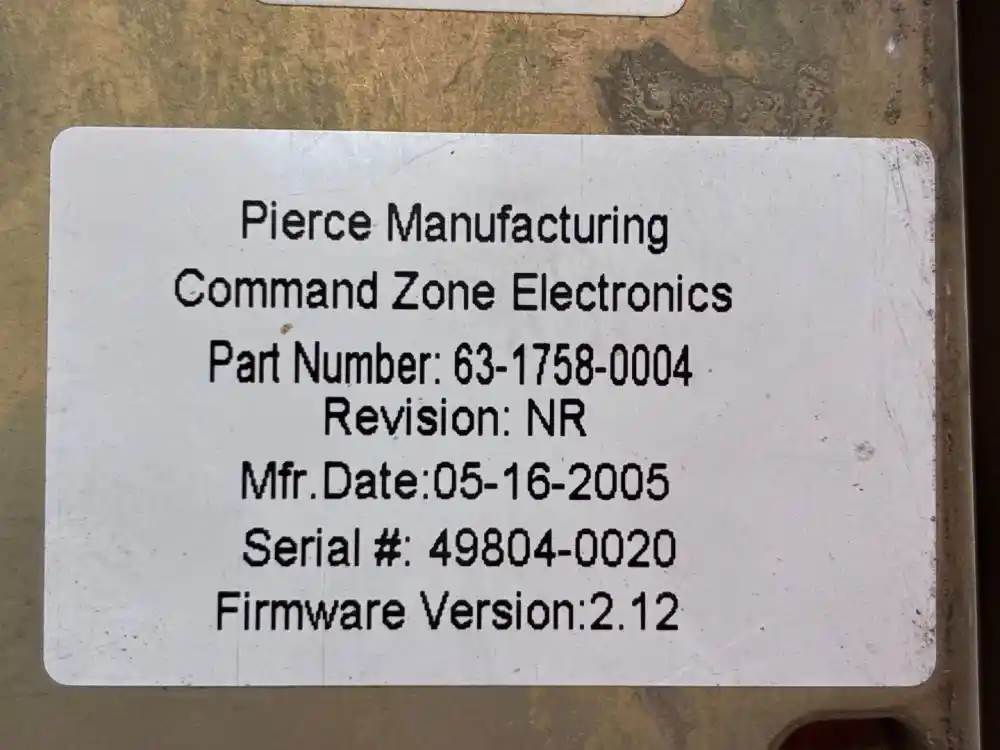 Pierce Manufacturing
Command Zone Electronics
Part Number: 63-1758-0004
Revision: NR
Mfr.Date:05-16-2005
Serial #: 49804-0020
Firmware Version:2.12